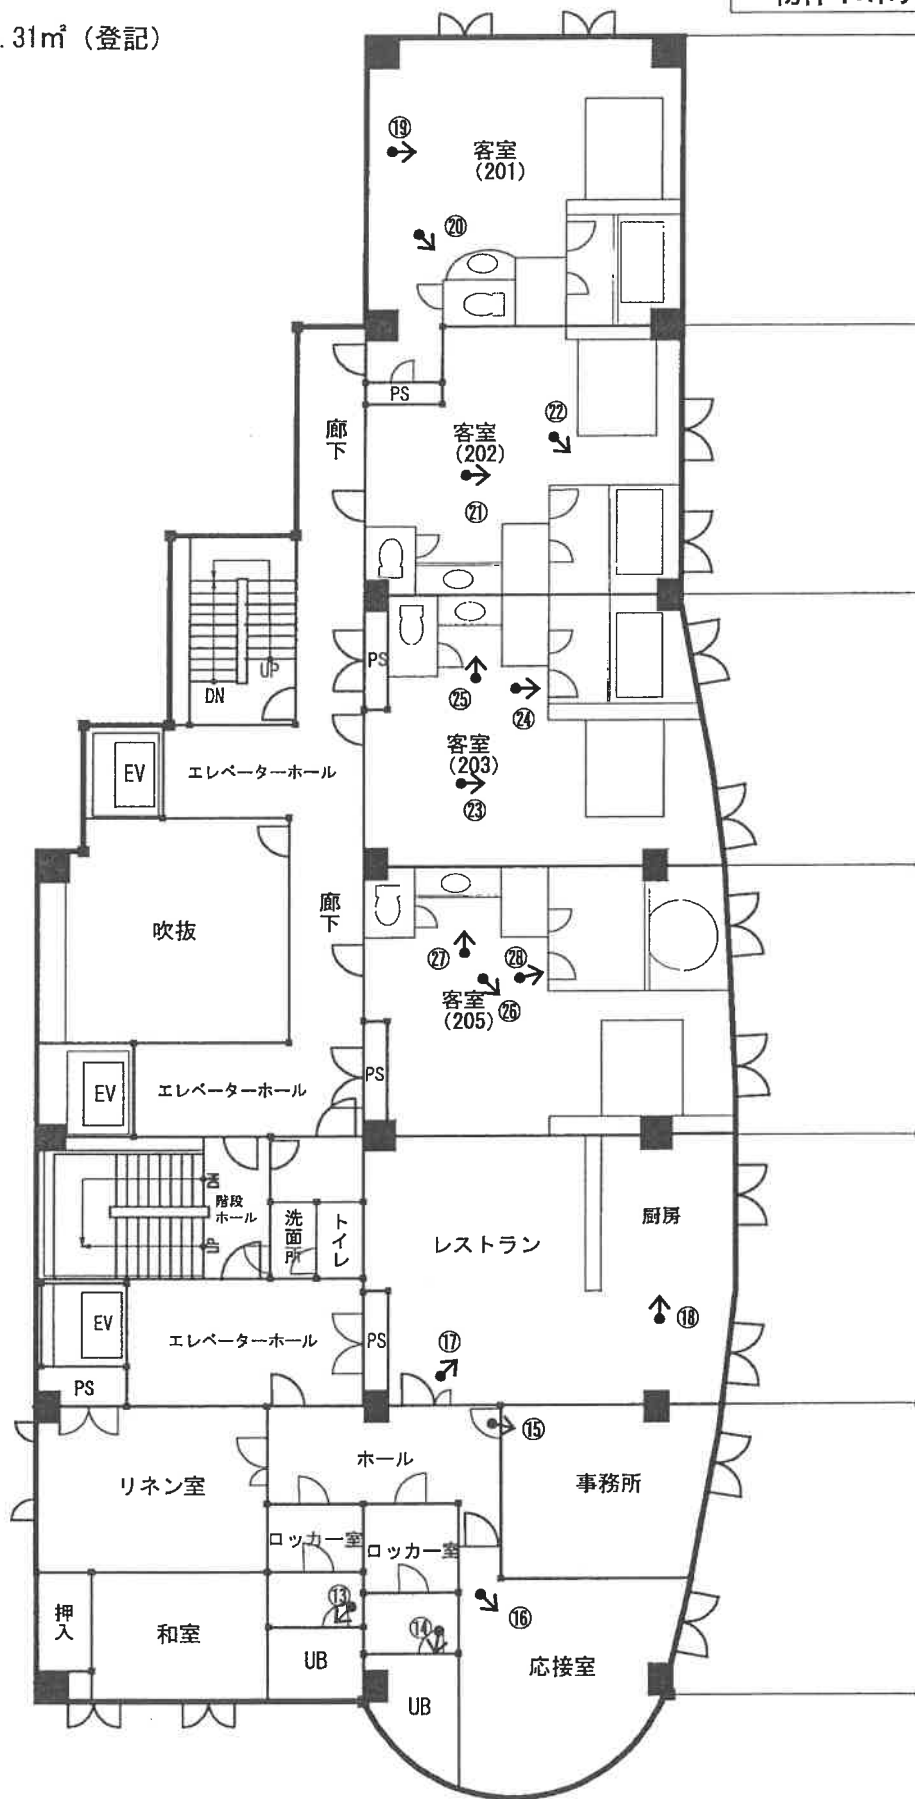 .31㎡（登記）
⑲
客室
(201)
⑳
PS
廊下
㉒
客室
(202)
㉑
DN
UP
PS
㉕
㉔
客室
(203)
㉓
EV
エレベーターホール
吹抜
廊下
㉗
㉘
客室
(205)
㉖
EV
エレベーターホール
PS
DN
UP
階段
ホール
洗面所
トイレ
レストラン
厨房
EV
エレベーターホール
PS
PS
⑰
⑱
ホール
⑮
リネン室
事務所
ロッカー室
ロッカー室
押入
和室
⑬
⑭
⑯
UB
UB
応接室